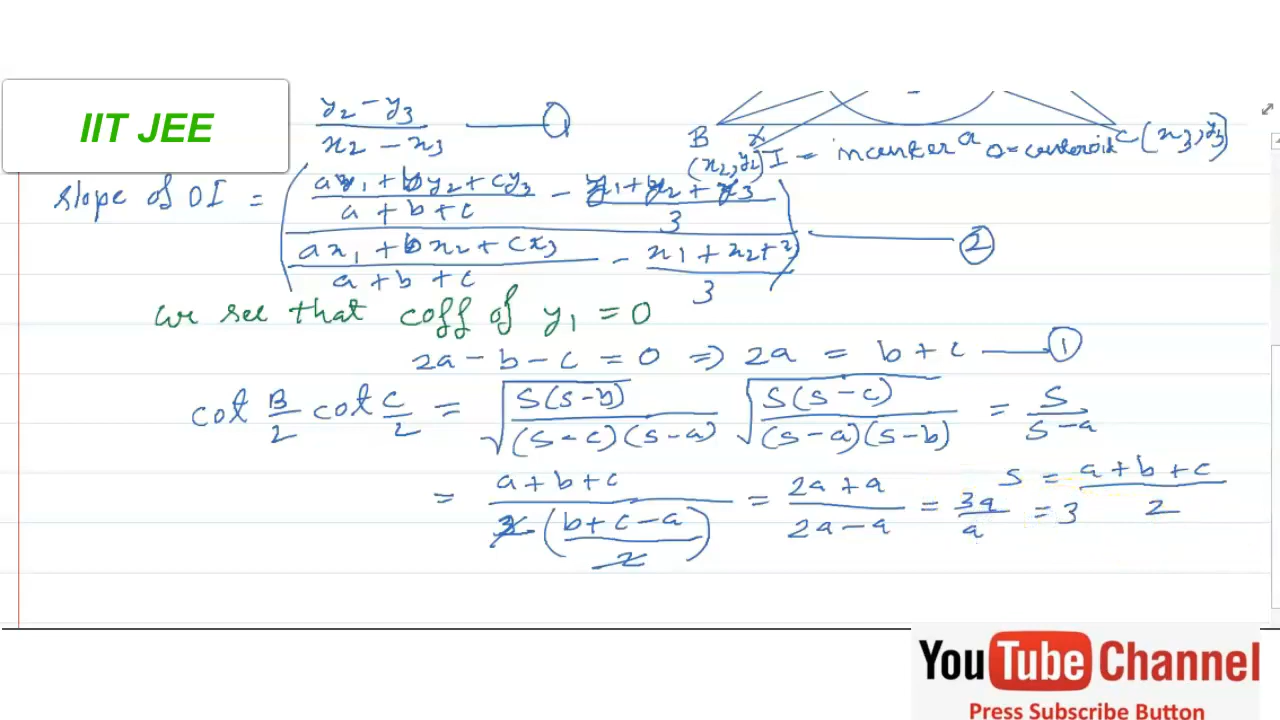 IIT JEE
y2 - y3 / x2 - x3 ——— ①
B C (x3, y3)
(x2, y2) I = incenter a O = centeroid
slope of OI = ( (ay1 + by2 + cy3 / a + b + c - y1 + y2 + y3 / 3) / (ax1 + bx2 + cx3 / a + b + c - x1 + x2 + / 3) ) ——— ②
we see that coff of y1 = 0
2a - b - c = 0 => 2a = b + c —— ①
cot B/2 cot C/2 = √(S(S-b) / (S-c)(S-a)) √(S(S-c) / (S-a)(S-b)) = S / S-a
= a + b + c / 2 (b + c - a / 2) = 2a + a / 2a - a = 3a / a = 3
S = a + b + c / 2
YouTube Channel
Press Subscribe Button